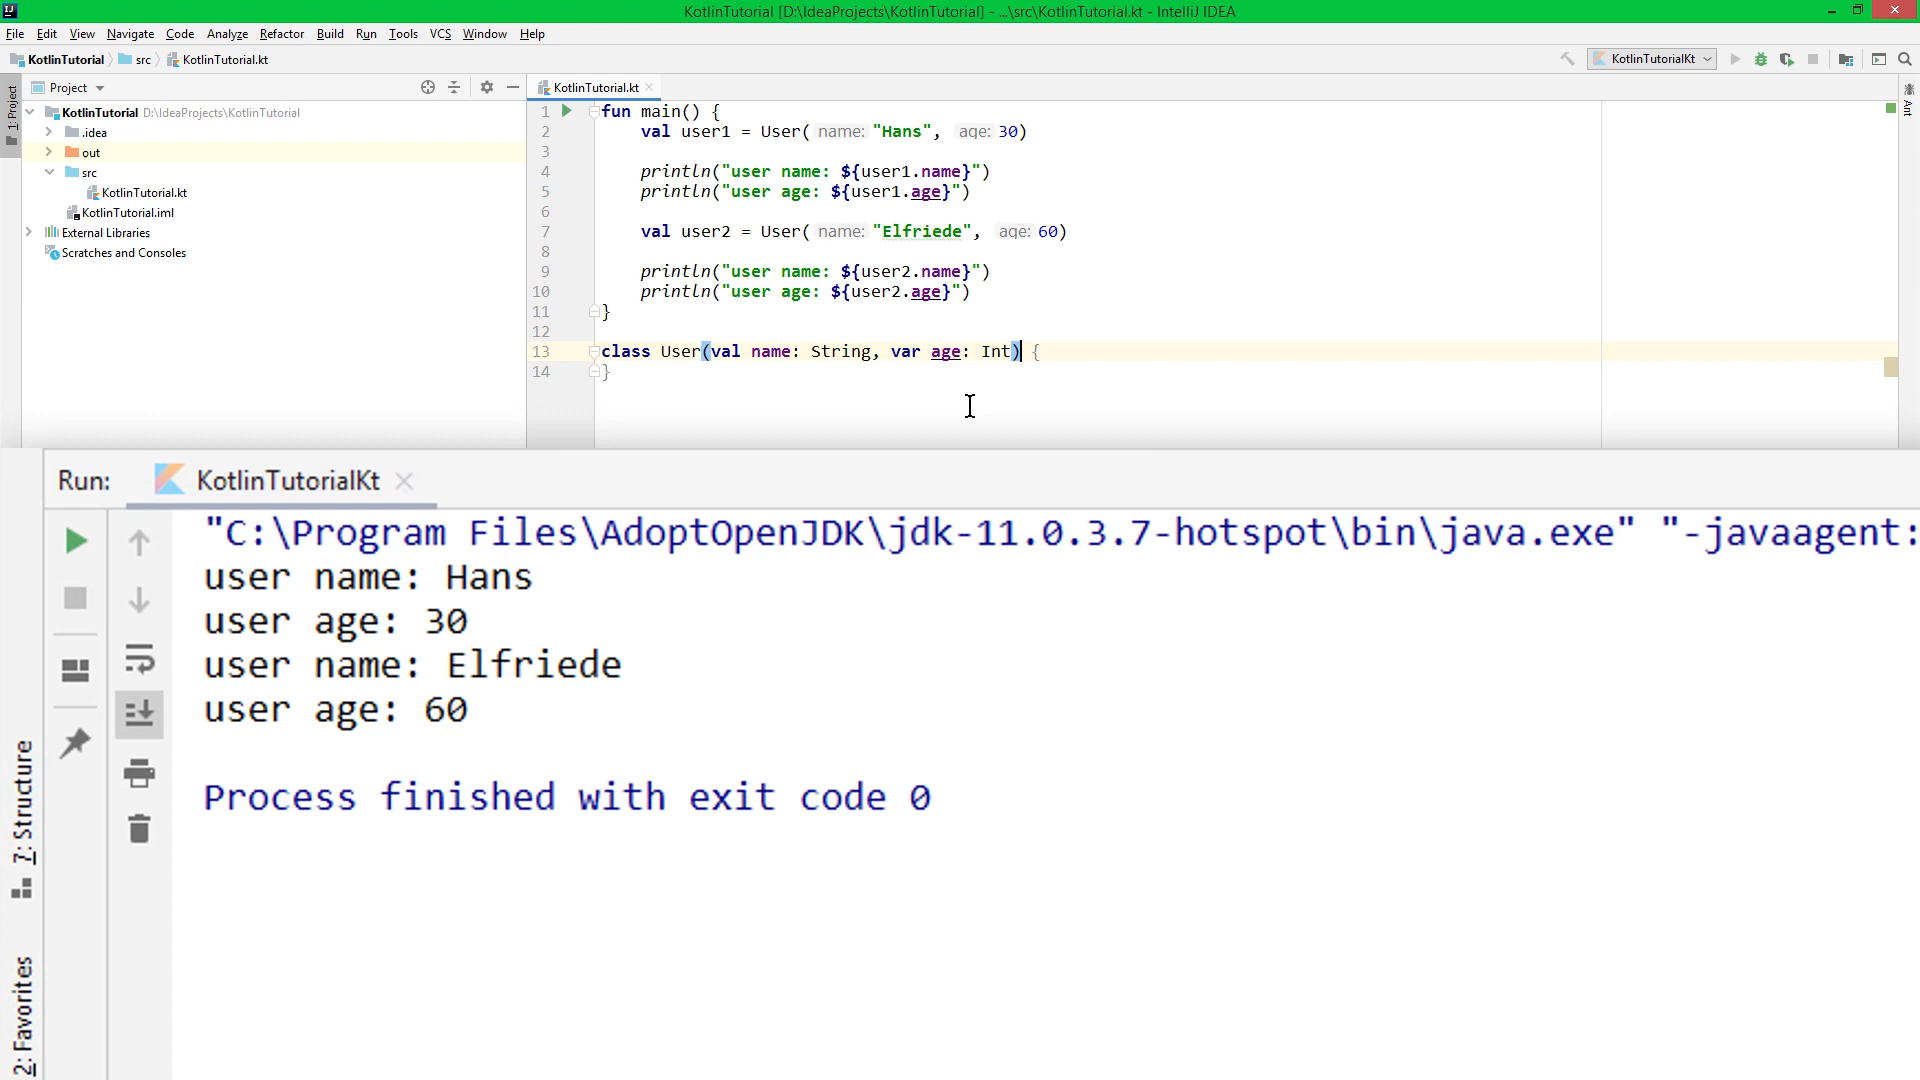 KotlinTutorial [D:\IdeaProjects\KotlinTutorial] - ...\src\KotlinTutorial.kt - IntelliJ IDEA
File Edit View Navigate Code Analyze Refactor Build Run Tools VCS Window Help
KotlinTutorial src KotlinTutorial.kt KotlinTutorialKt
Project KotlinTutorial.kt
1: Project
Ant
KotlinTutorial D:\IdeaProjects\KotlinTutorial
.idea
out
src
KotlinTutorial.kt
KotlinTutorial.iml
External Libraries
Scratches and Consoles
1 fun main() {
2 val user1 = User( name: "Hans", age: 30)
3
4 println("user name: ${user1.name}")
5 println("user age: ${user1.age}")
6
7 val user2 = User( name: "Elfriede", age: 60)
8
9 println("user name: ${user2.name}")
10 println("user age: ${user2.age}")
11 }
12
13 class User(val name: String, var age: Int) {
14 }
Run: KotlinTutorialKt
"C:\Program Files\AdoptOpenJDK\jdk-11.0.3.7-hotspot\bin\java.exe" "-javaagent:
user name: Hans
user age: 30
user name: Elfriede
user age: 60
Process finished with exit code 0
7: Structure
2: Favorites